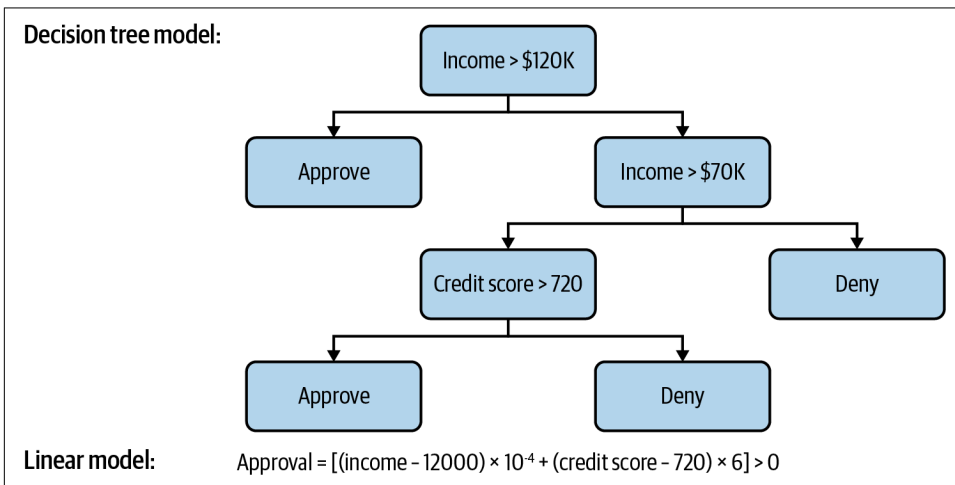 Decision tree model:
Income > $120K
Approve
Income > $70K
Credit score > 720
Deny
Approve
Deny
Linear model:
Approval = [(income – 12000) × 10⁻⁴ + (credit score – 720) × 6] > 0